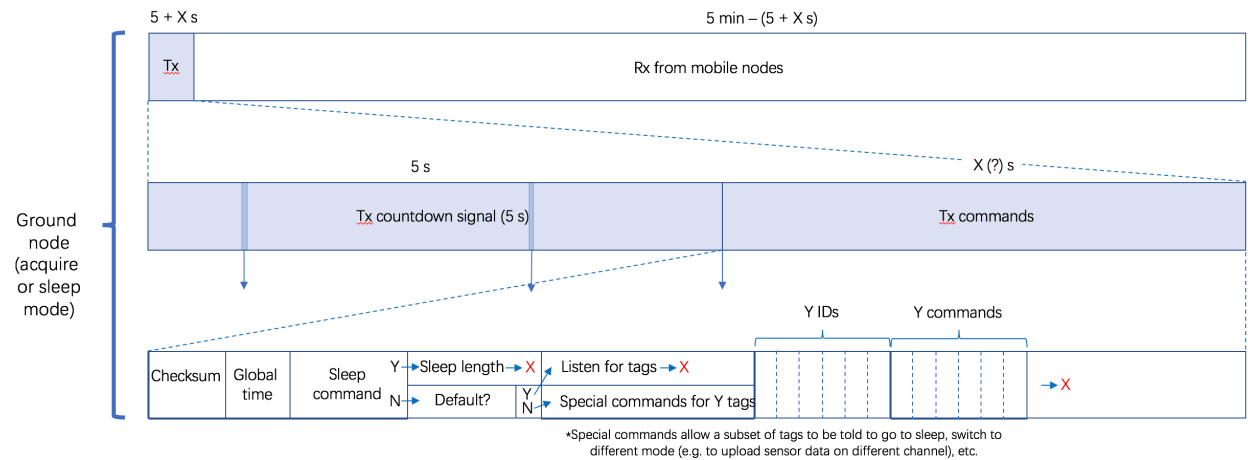 5 + X s
5 min – (5 + X s)
Tx
Rx from mobile nodes
5 s
X (?) s
Tx countdown signal (5 s)
Tx commands
Ground
node
(acquire
or sleep
mode)
Y IDs
Y commands
Checksum
Global
time
Sleep
command
Y
Sleep length
X
N
Default?
Y
N
Listen for tags
X
Special commands for Y tags
X
*Special commands allow a subset of tags to be told to go to sleep, switch to
different mode (e.g. to upload sensor data on different channel), etc.